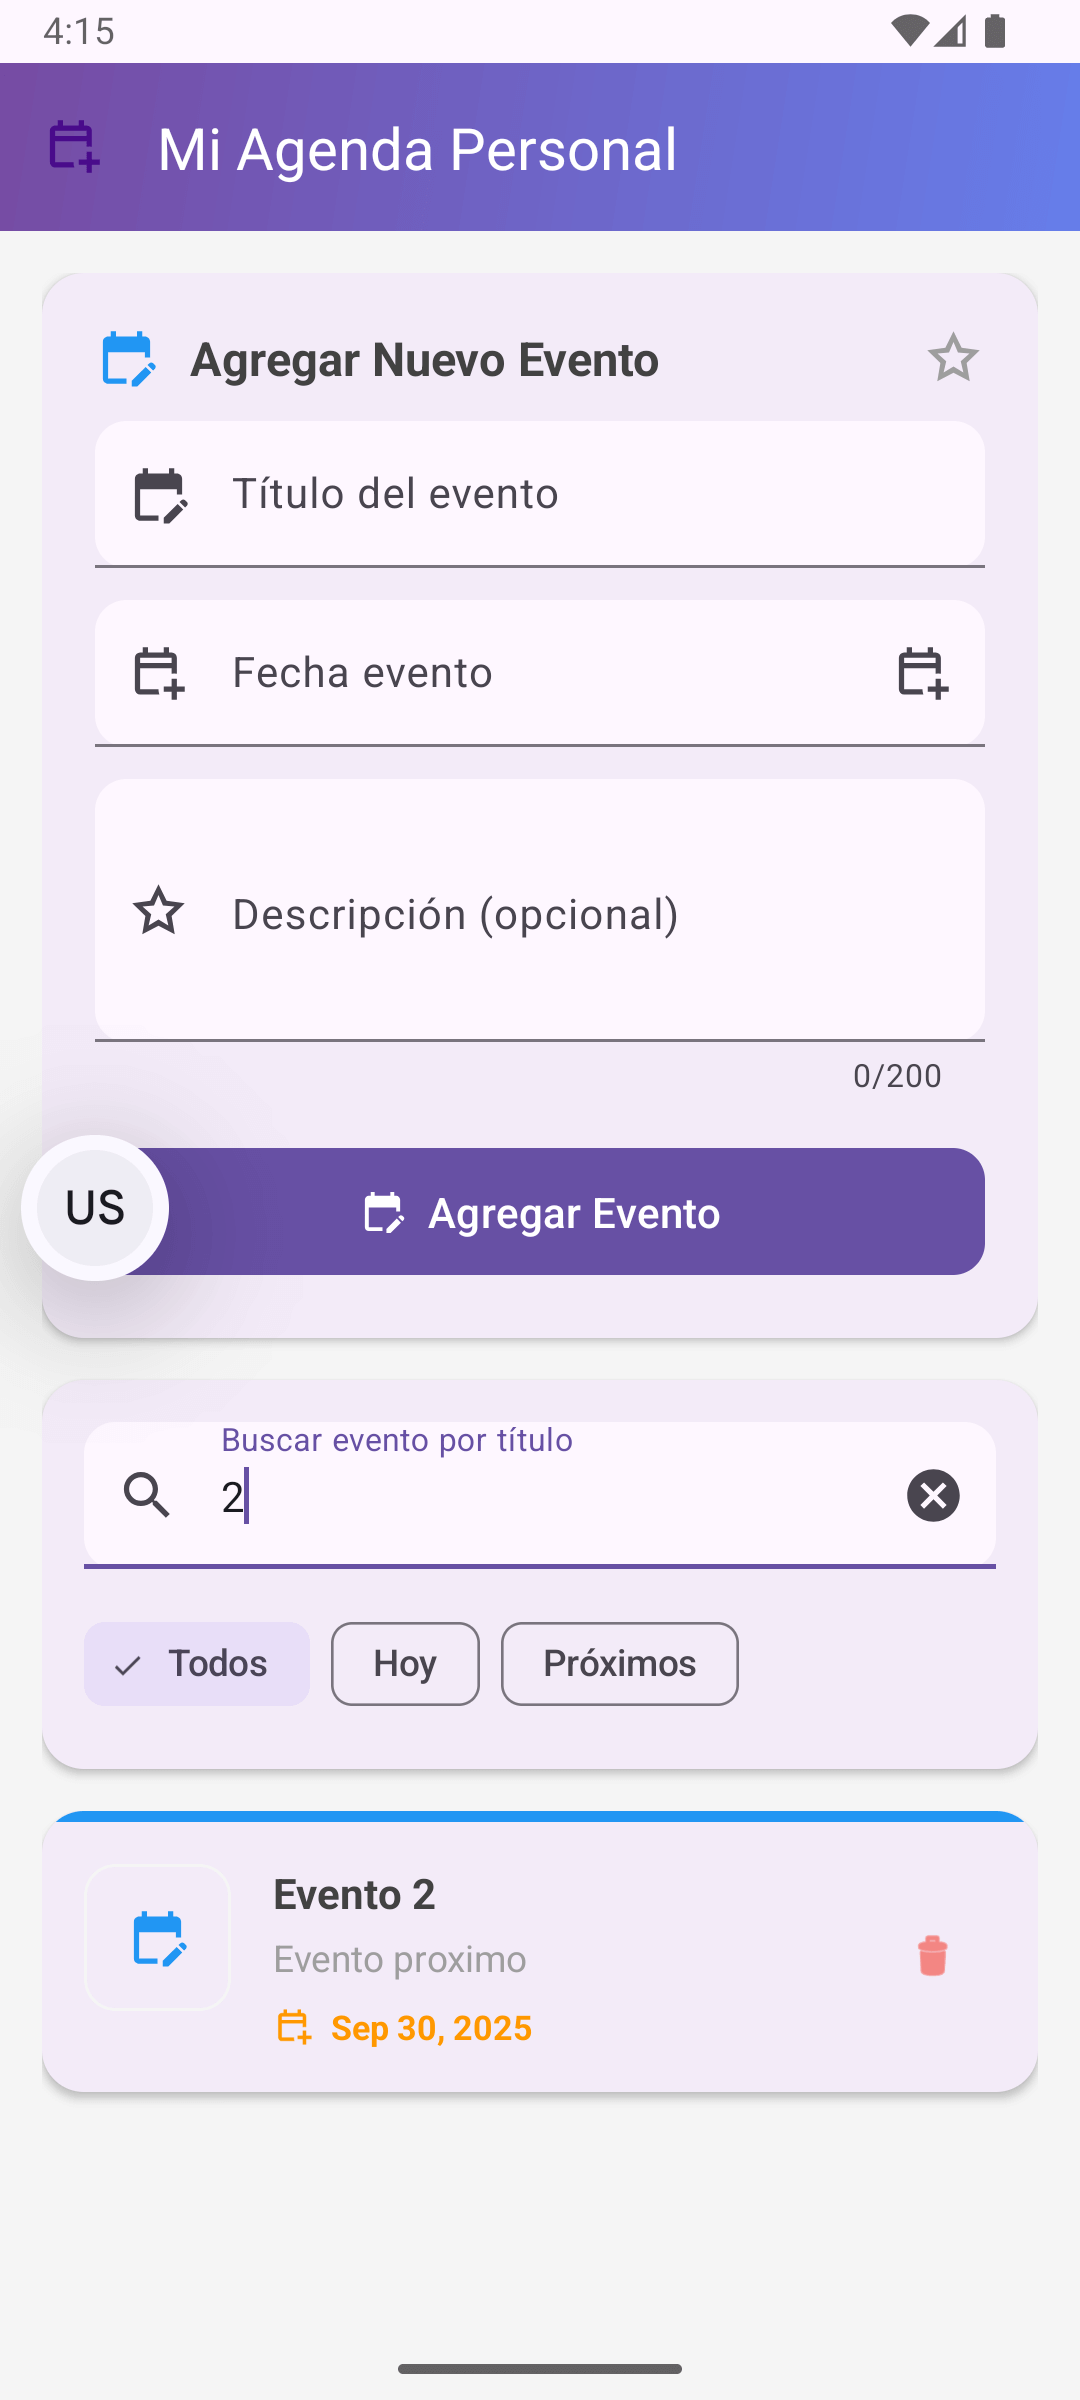 4:15
Mi Agenda Personal
Agregar Nuevo Evento
Título del evento
Fecha evento
Descripción (opcional)
0/200
US
Agregar Evento
Buscar evento por título
2
Todos
Hoy
Próximos
Evento 2
Evento proximo
Sep 30, 2025